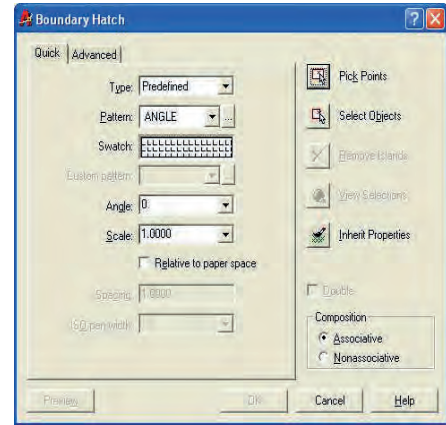 Boundary Hatch
Quick Advanced
Type: Predefined
Pattern: ANGLE ...
Swatch:
Custom pattern: ...
Angle: 0
Scale: 1.0000
Relative to paper space
Spacing: 1.0000
ISO pen width:
Pick Points
Select Objects
Remove Islands
View Selections
Inherit Properties
Double
Composition
Associative
Nonassociative
Preview OK Cancel Help